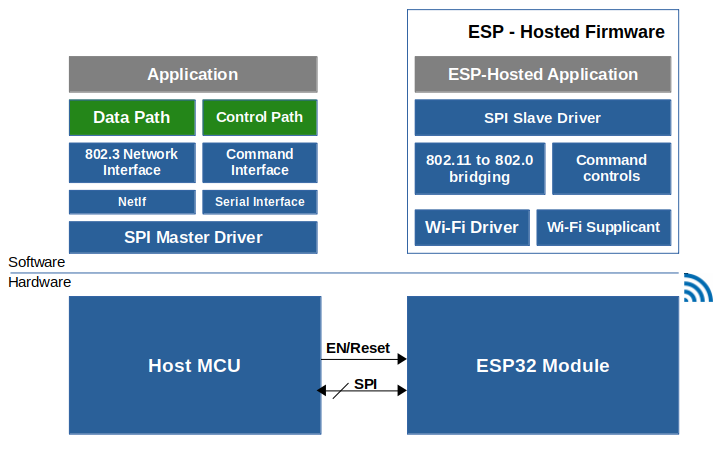 ESP - Hosted Firmware
Application
Data Path
Control Path
802.3 Network
Interface
Command
Interface
NetIf
Serial Interface
SPI Master Driver
ESP-Hosted Application
SPI Slave Driver
802.11 to 802.0
bridging
Command
controls
Wi-Fi Driver
Wi-Fi Supplicant
Software
Hardware
Host MCU
EN/Reset
SPI
ESP32 Module